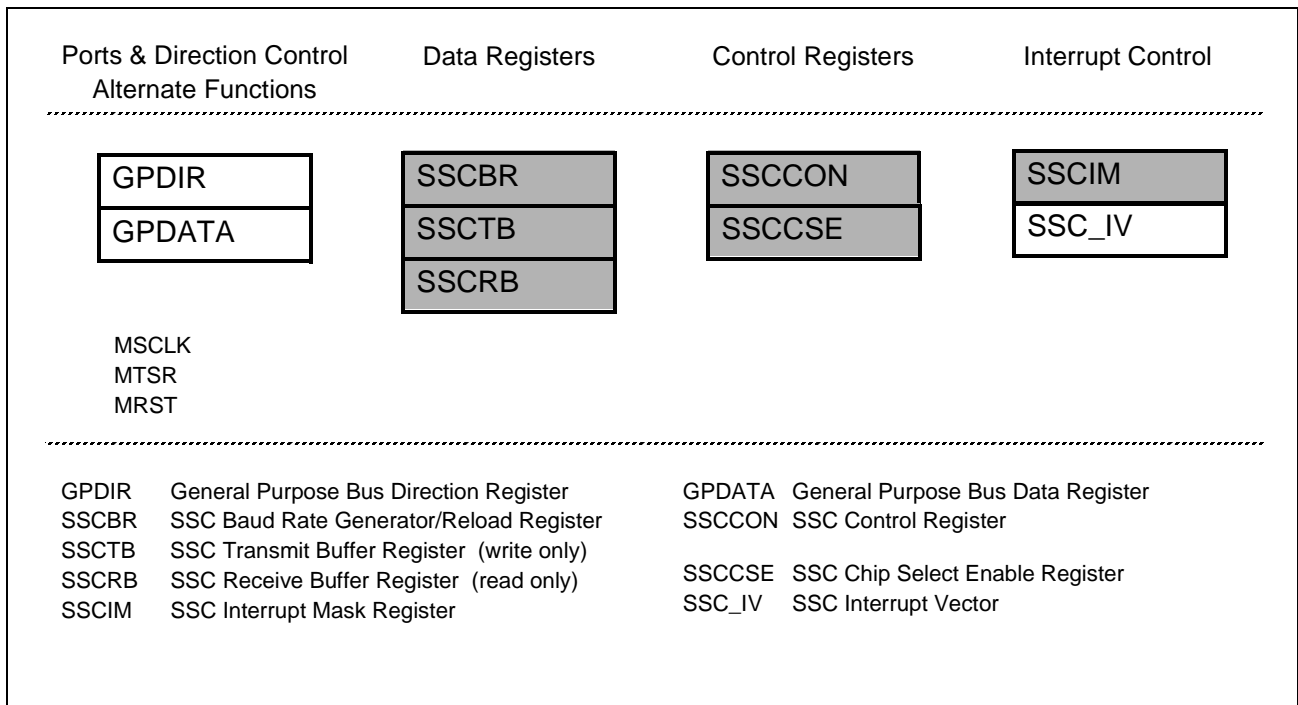 Ports & Direction Control
Alternate Functions
Data Registers
Control Registers
Interrupt Control
GPDIR
GPDATA
SSCBR
SSCTB
SSCRB
SSCCON
SSCCSE
SSCIM
SSC_IV
MSCLK
MTSR
MRST
GPDIR General Purpose Bus Direction Register
SSCBR SSC Baud Rate Generator/Reload Register
SSCTB SSC Transmit Buffer Register (write only)
SSCRB SSC Receive Buffer Register (read only)
SSCIM SSC Interrupt Mask Register
GPDATA General Purpose Bus Data Register
SSCCON SSC Control Register
SSCCSE SSC Chip Select Enable Register
SSC_IV SSC Interrupt Vector